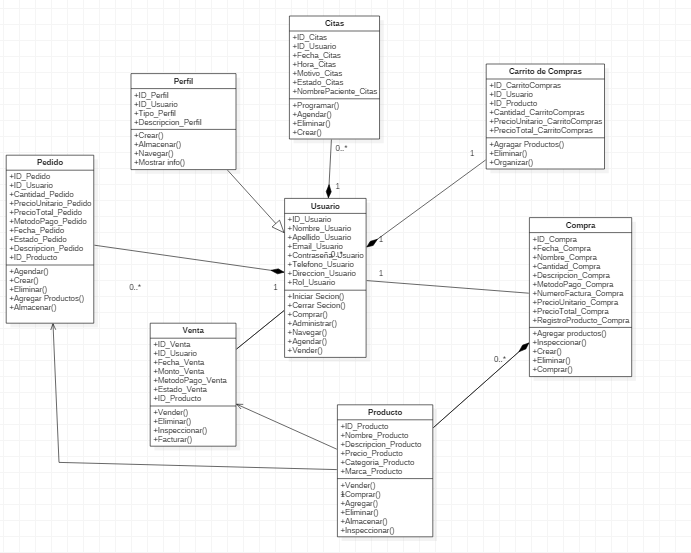 Citas
+ID_Citas
+ID_Usuario
+Fecha_Citas
+Hora_Citas
+Motivo_Citas
+Estado_Citas
+NombrePaciente_Citas
+Programar()
+Agendar()
+Eliminar()
+Crear()
0..*
1
Perfil
+ID_Perfil
+ID_Usuario
+Tipo_Perfil
+Descripcion_Perfil
+Crear()
+Almacenar()
+Navegar()
+Mostrar info()
Carrito de Compras
+ID_CarritoCompras
+ID_Usuario
+ID_Producto
+Cantidad_CarritoCompras
+PrecioUnitario_CarritoCompras
+PrecioTotal_CarritoCompras
+Agragar Productos()
+Eliminar()
+Organizar()
1
1
Pedido
+ID_Pedido
+ID_Usuario
+Cantidad_Pedido
+PrecioUnitario_Pedido
+PrecioTotal_Pedido
+MetodoPago_Pedido
+Fecha_Pedido
+Estado_Pedido
+Descripcion_Pedido
+ID_Producto
+Agendar()
+Crear()
+Eliminar()
+Agregar Productos()
+Almacenar()
0..*
1
Usuario
+ID_Usuario
+Nombre_Usuario
+Apellido_Usuario
+Email_Usuario
+Contraseña_Usuario
+Telefono_Usuario
+Direccion_Usuario
+Rol_Usuario
+Iniciar Secion()
+Cerrar Secion()
+Comprar()
+Administrar()
+Navegar()
+Agendar()
+Vender()
1
Compra
+ID_Compra
+Fecha_Compra
+Nombre_Compra
+Cantidad_Compra
+Descripcion_Compra
+MetodoPago_Compra
+NumeroFactura_Compra
+PrecioUnitario_Compra
+PrecioTotal_Compra
+RegistroProducto_Compra
+Agregar productos()
+Inspeccionar()
+Crear()
+Eliminar()
+Comprar()
0..*
Venta
+ID_Venta
+ID_Usuario
+Fecha_Venta
+Monto_Venta
+MetodoPago_Venta
+Estado_Venta
+ID_Producto
+Vender()
+Eliminar()
+Inspeccionar()
+Facturar()
Producto
+ID_Producto
+Nombre_Producto
+Descripcion_Producto
+Precio_Producto
+Categoria_Producto
+Marca_Producto
+Vender()
+Comprar()
+Agregar()
+Eliminar()
+Almacenar()
+Inspeccionar()